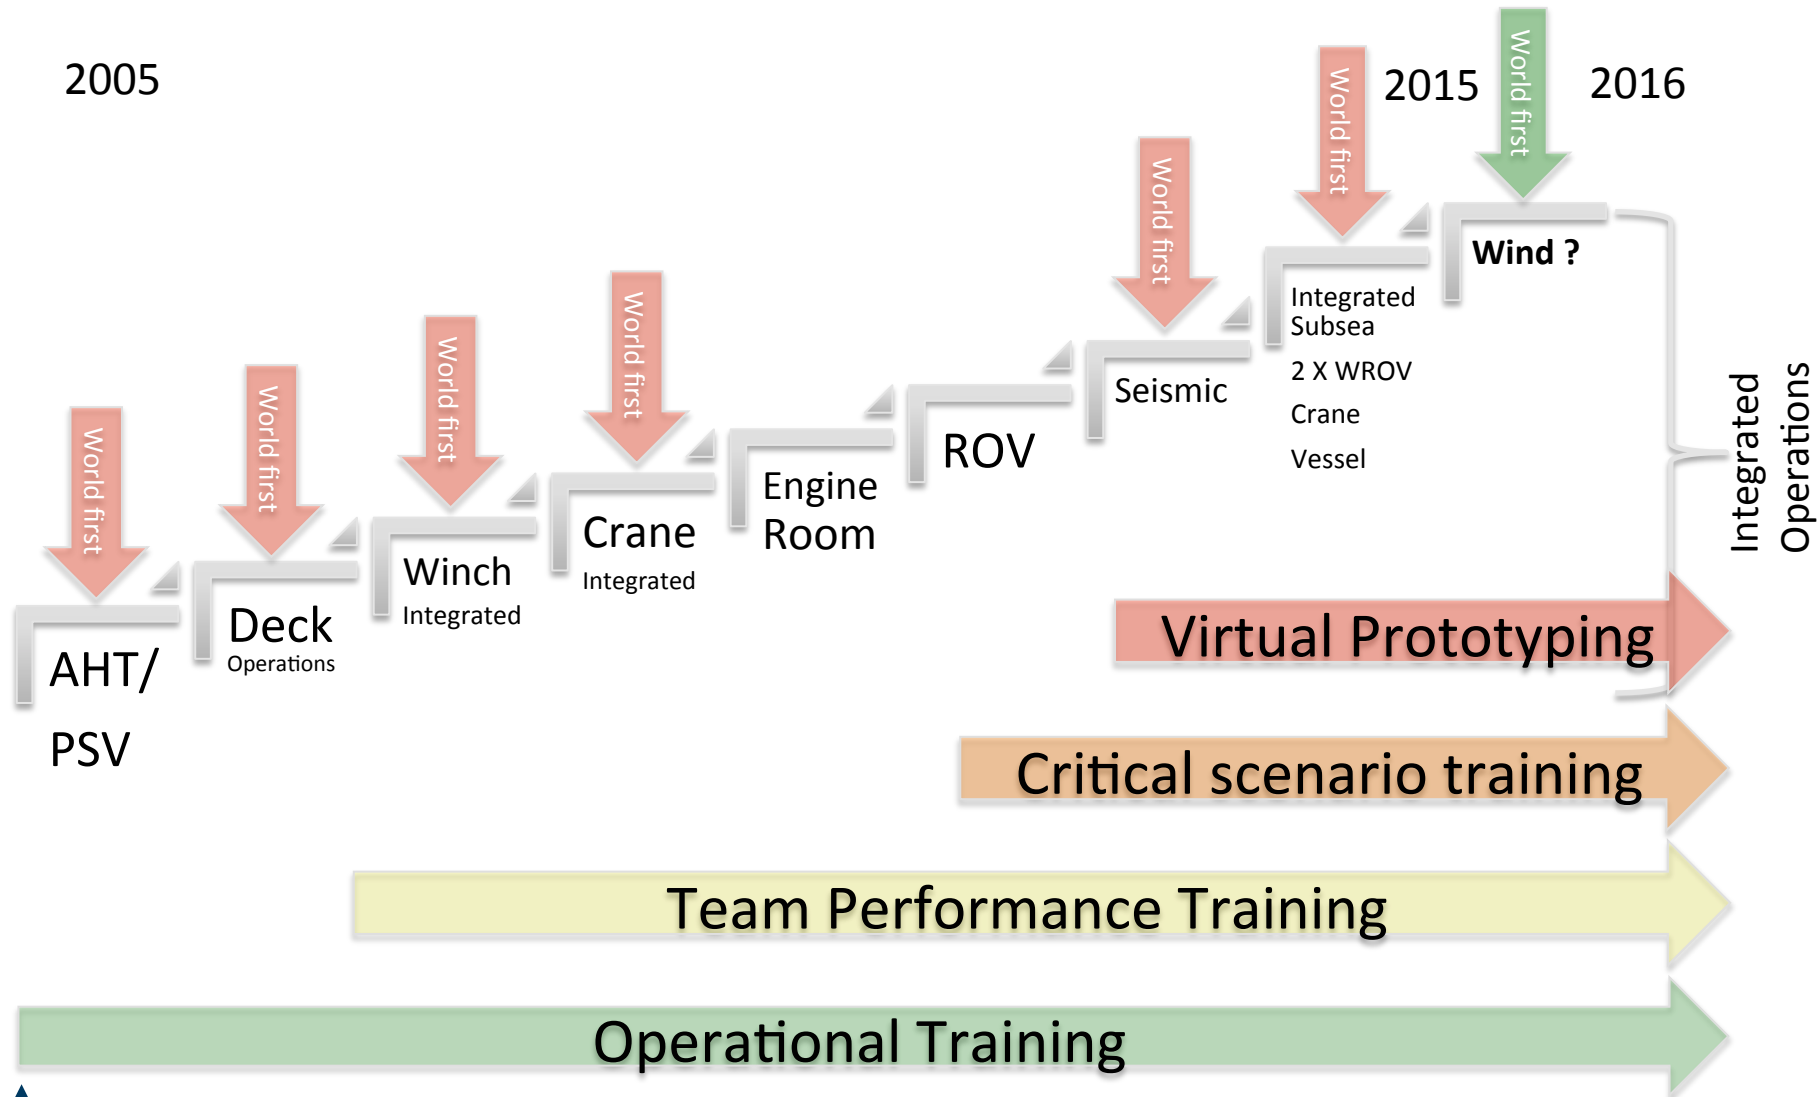 2005
2015
2016
World first
World first
World first
World first
World first
World first
World first
AHT/
PSV
Deck
Operations
Winch
Integrated
Crane
Integrated
Engine
Room
ROV
Seismic
Integrated
Subsea
2 X WROV
Crane
Vessel
Wind ?
Integrated
Operations
Virtual Prototyping
Critical scenario training
Team Performance Training
Operational Training